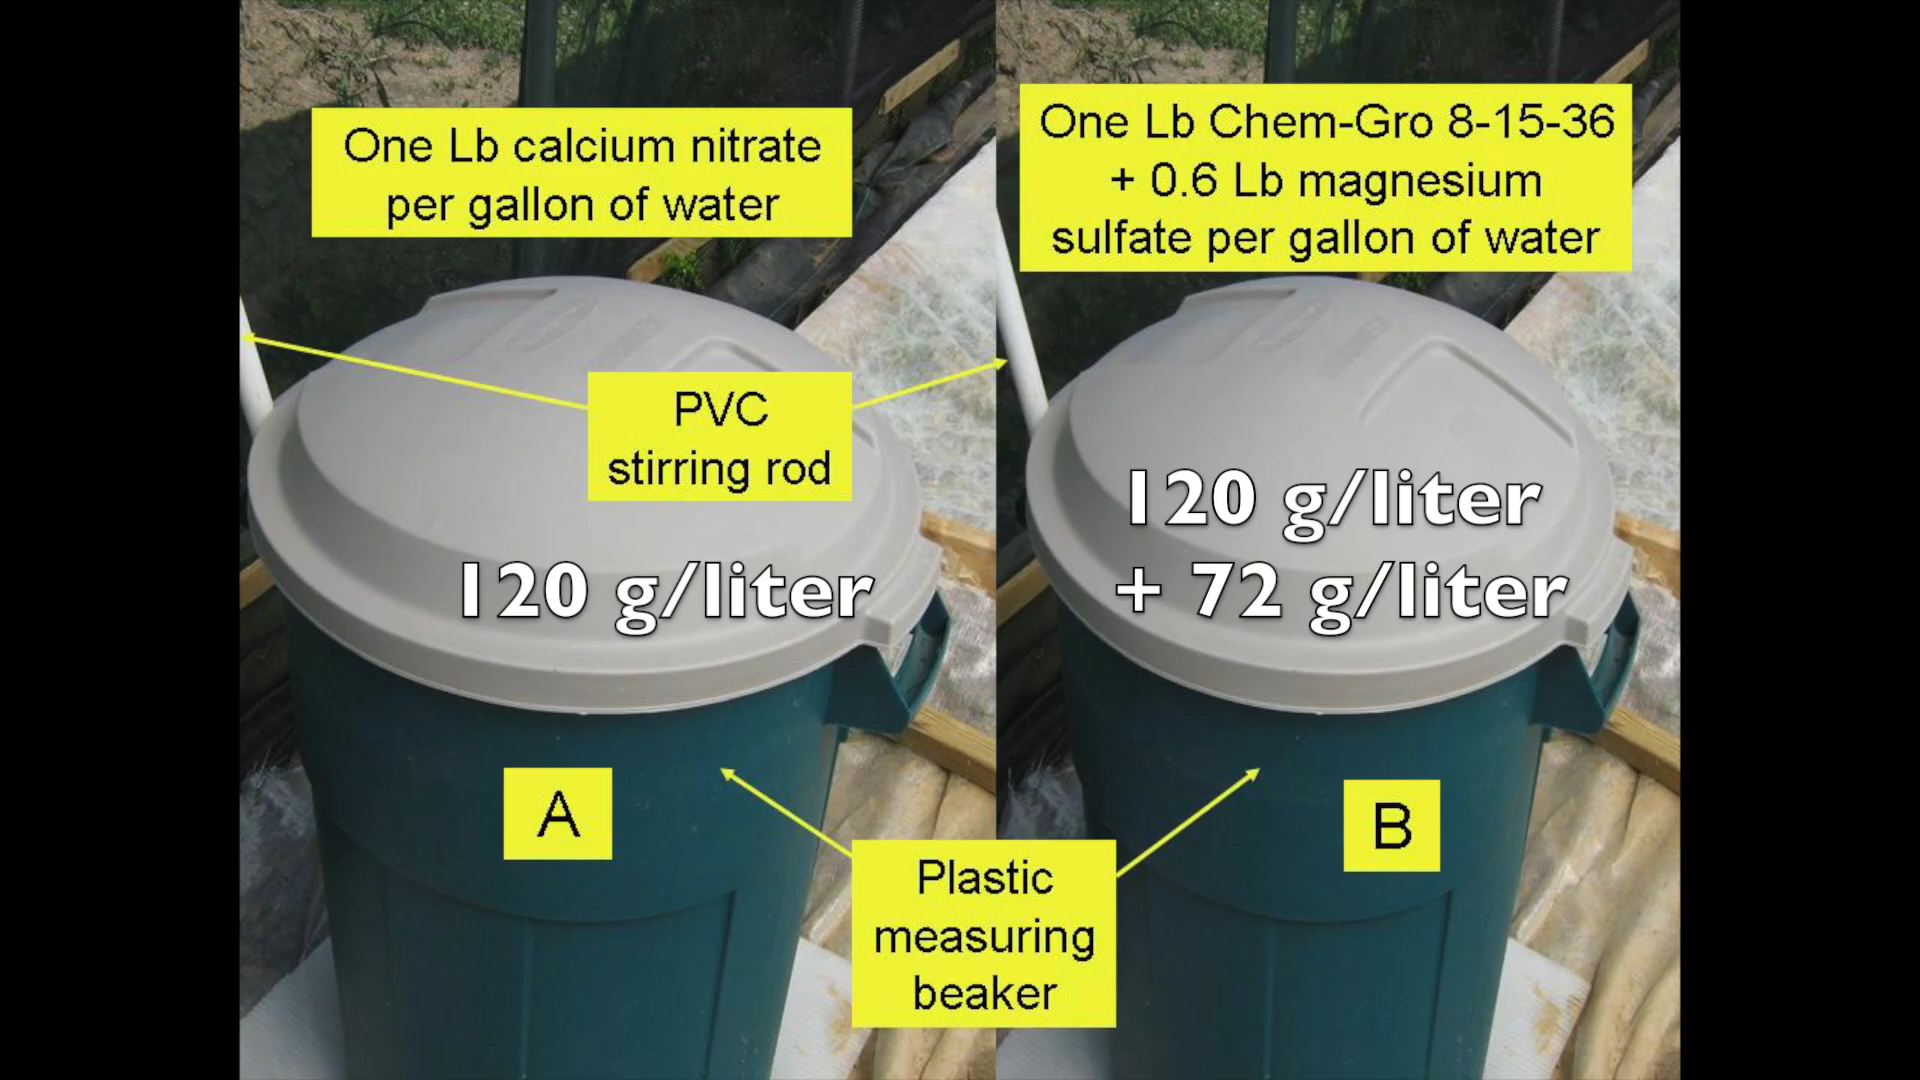 One Lb calcium nitrate
per gallon of water
One Lb Chem-Gro 8-15-36
+ 0.6 Lb magnesium
sulfate per gallon of water
PVC
stirring rod
120 g/liter
120 g/liter
+ 72 g/liter
A
B
Plastic
measuring
beaker